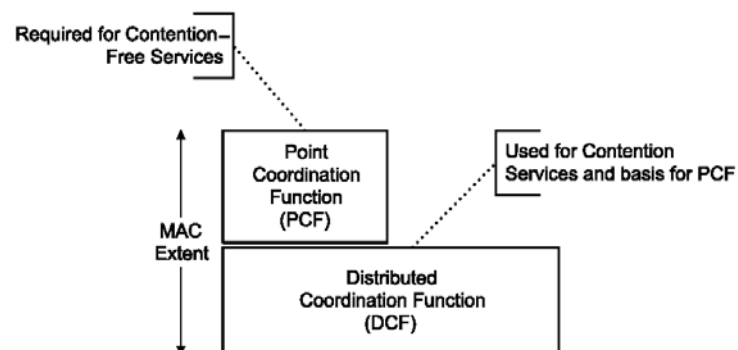 Required for Contention–
Free Services
Point
Coordination
Function
(PCF)
Used for Contention
Services and basis for PCF
MAC
Extent
Distributed
Coordination Function
(DCF)